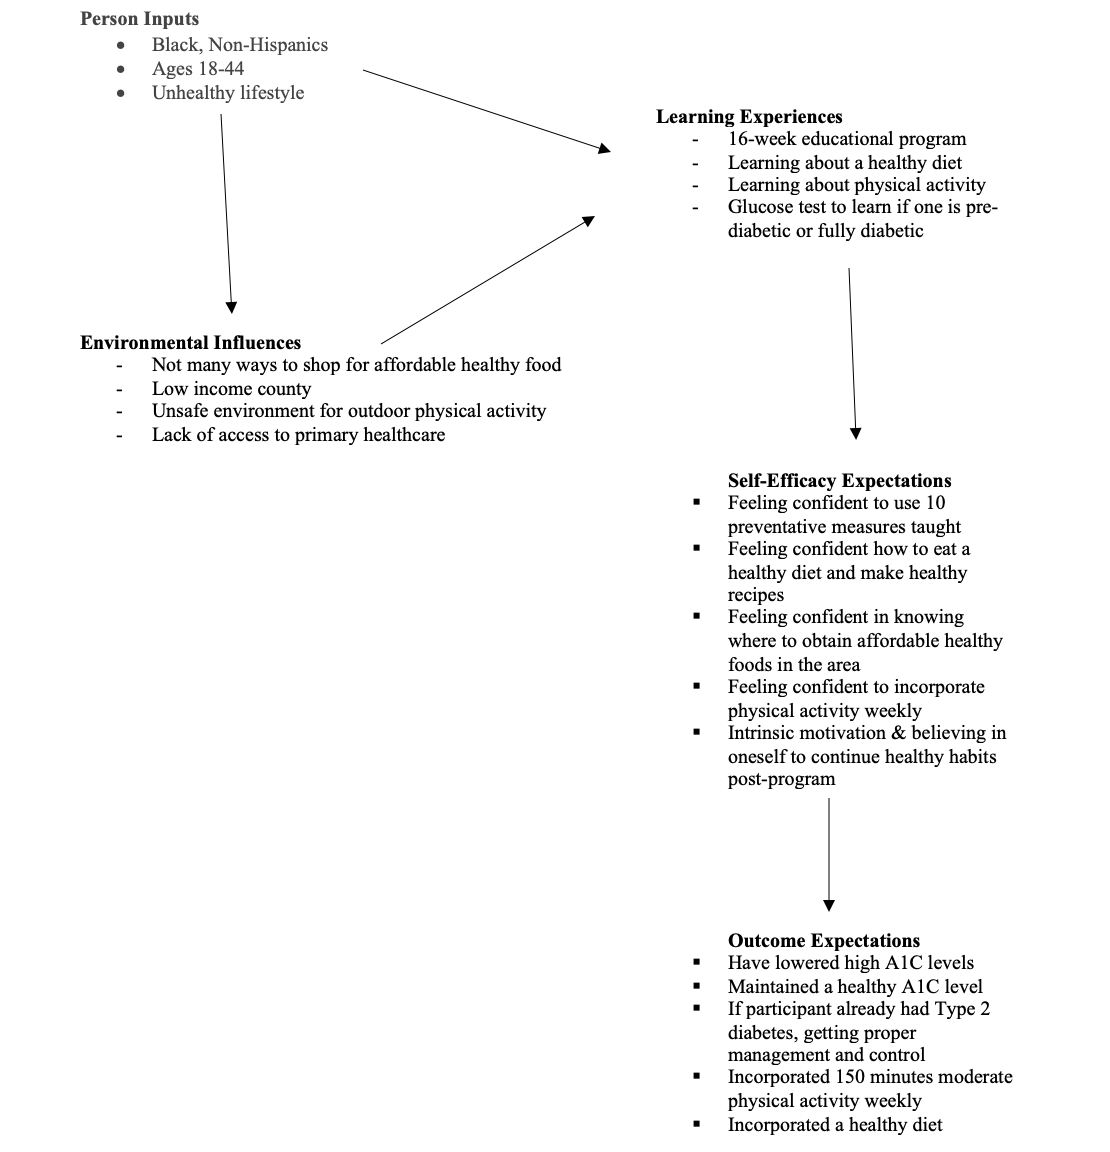 Person Inputs
• Black, Non-Hispanics
• Ages 18-44
• Unhealthy lifestyle
Learning Experiences
- 16-week educational program
- Learning about a healthy diet
- Learning about physical activity
- Glucose test to learn if one is pre-
diabetic or fully diabetic
Environmental Influences
- Not many ways to shop for affordable healthy food
- Low income county
- Unsafe environment for outdoor physical activity
- Lack of access to primary healthcare
Self-Efficacy Expectations
▪ Feeling confident to use 10
preventative measures taught
▪ Feeling confident how to eat a
healthy diet and make healthy
recipes
▪ Feeling confident in knowing
where to obtain affordable healthy
foods in the area
▪ Feeling confident to incorporate
physical activity weekly
▪ Intrinsic motivation & believing in
oneself to continue healthy habits
post-program
Outcome Expectations
▪ Have lowered high A1C levels
▪ Maintained a healthy A1C level
▪ If participant already had Type 2
diabetes, getting proper
management and control
▪ Incorporated 150 minutes moderate
physical activity weekly
▪ Incorporated a healthy diet